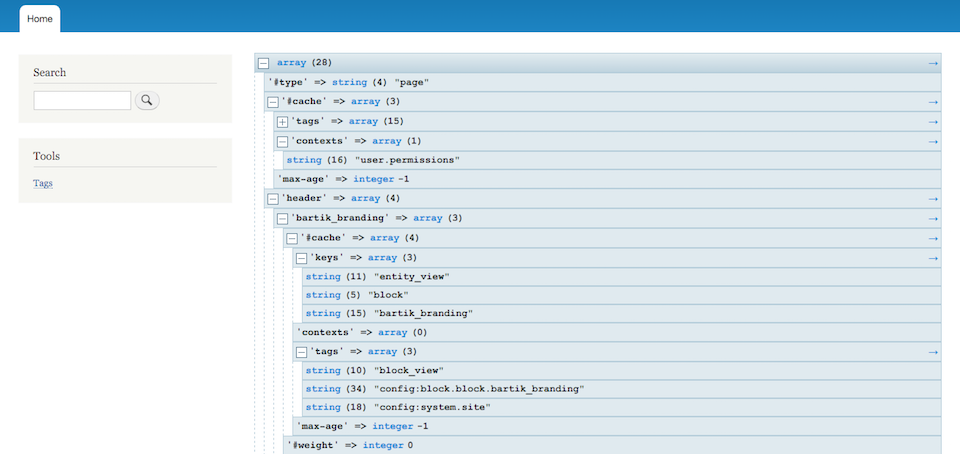 Home
Search
Tools
Tags
array (28) →
'#type' => string (4) "page"
'#cache' => array (3) →
'tags' => array (15) →
'contexts' => array (1) →
string (16) "user.permissions"
'max-age' => integer -1
'header' => array (4) →
'bartik_branding' => array (3) →
'#cache' => array (4) →
'keys' => array (3) →
string (11) "entity_view"
string (5) "block"
string (15) "bartik_branding"
'contexts' => array (0)
'tags' => array (3) →
string (10) "block_view"
string (34) "config:block.block.bartik_branding"
string (18) "config:system.site"
'max-age' => integer -1
'#weight' => integer 0